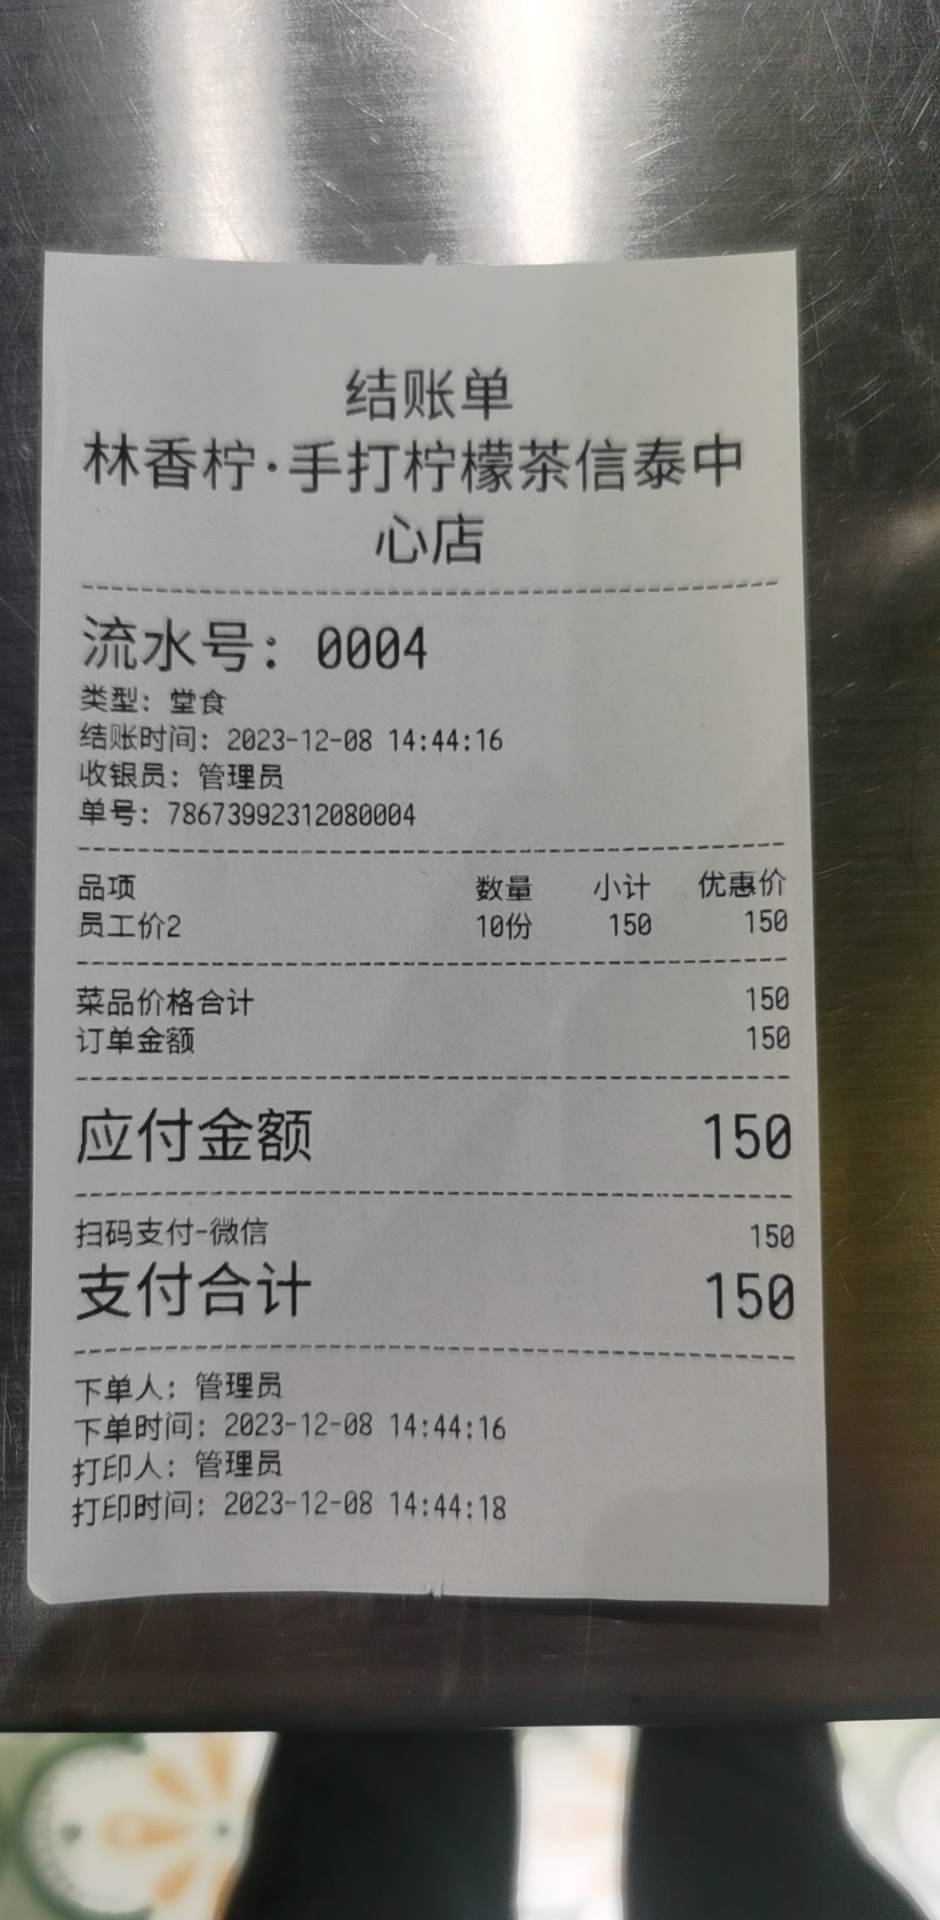 结账单
林香柠·手打柠檬茶信泰中
心店
流水号: 0004
类型: 堂食
结账时间: 2023-12-08 14:44:16
收银员: 管理员
单号: 78673992312080004
品项 数量 小计 优惠价
员工价2 10份 150 150
菜品价格合计 150
订单金额 150
应付金额 150
扫码支付-微信 150
支付合计 150
下单人: 管理员
下单时间: 2023-12-08 14:44:16
打印人: 管理员
打印时间: 2023-12-08 14:44:18